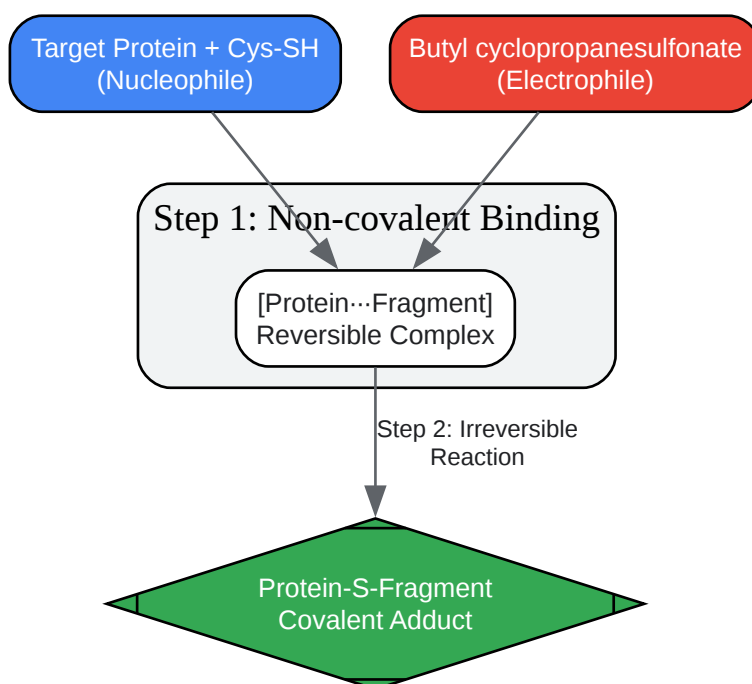 Target Protein + Cys-SH
(Nucleophile)
Butyl cyclopropanesulfonate
(Electrophile)
Step 1: Non-covalent Binding
[Protein···Fragment]
Reversible Complex
Step 2: Irreversible
Reaction
Protein-S-Fragment
Covalent Adduct